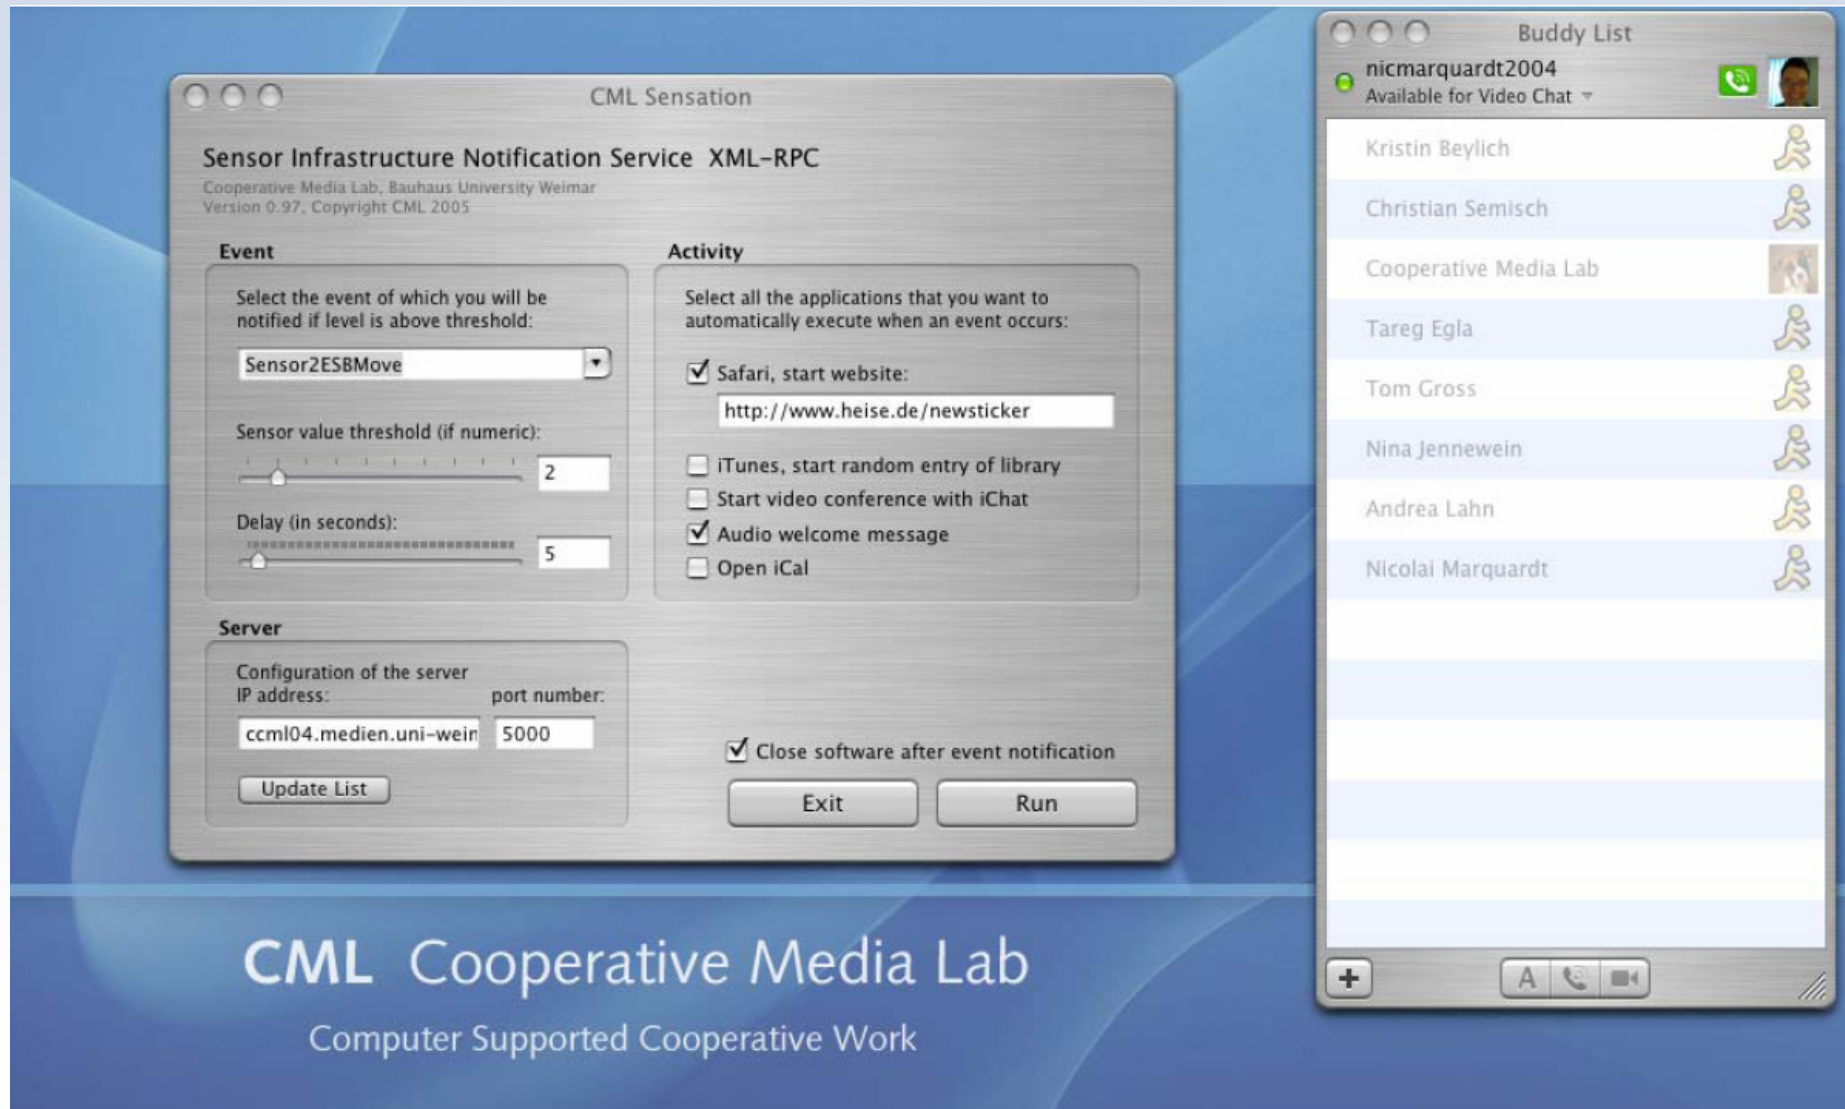 CML Sensation
Sensor Infrastructure Notification Service XML-RPC
Cooperative Media Lab, Bauhaus University Weimar
Version 0.97, Copyright CML 2005
Event
Select the event of which you will be
notified if level is above threshold:
Sensor2ESBMove
Sensor value threshold (if numeric):
2
Delay (in seconds):
5
Activity
Select all the applications that you want to
automatically execute when an event occurs:
Safari, start website:
http://www.heise.de/newsticker
iTunes, start random entry of library
Start video conference with iChat
Audio welcome message
Open iCal
Server
Configuration of the server
IP address: port number:
ccml04.medien.uni-wein 5000
Update List
Close software after event notification
Exit Run
Buddy List
nicmarquardt2004
Available for Video Chat
Kristin Beylich
Christian Semisch
Cooperative Media Lab
Tareg Egla
Tom Gross
Nina Jennewein
Andrea Lahn
Nicolai Marquardt
A
CML Cooperative Media Lab
Computer Supported Cooperative Work